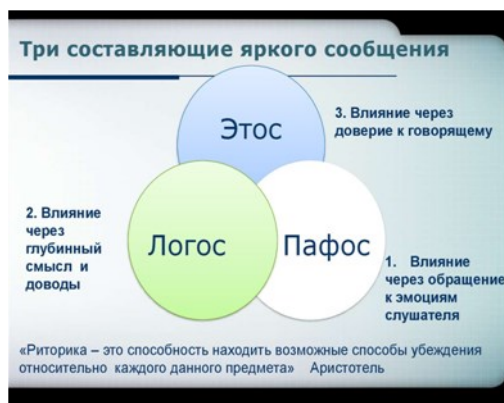 Три составляющие яркого сообщения
Этос
3. Влияние через
доверие к говорящему
2. Влияние
через
глубинный
смысл и
доводы
Логос
Пафос
1. Влияние
через обращение
к эмоциям
слушателя
«Риторика – это способность находить возможные способы убеждения
относительно каждого данного предмета» Аристотель